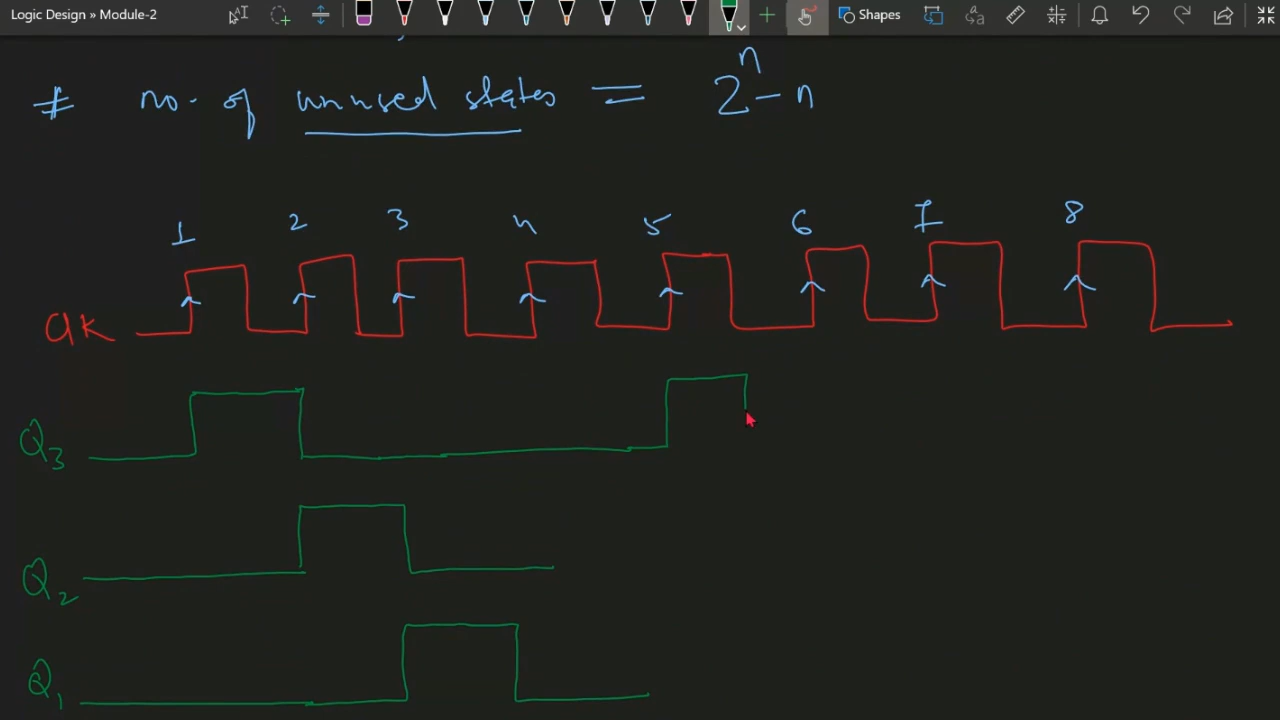 Logic Design » Module-2
Shapes
# no. of unused states = 2^n - n
1 2 3 4 5 6 7 8
clk
Q3
Q2
Q1